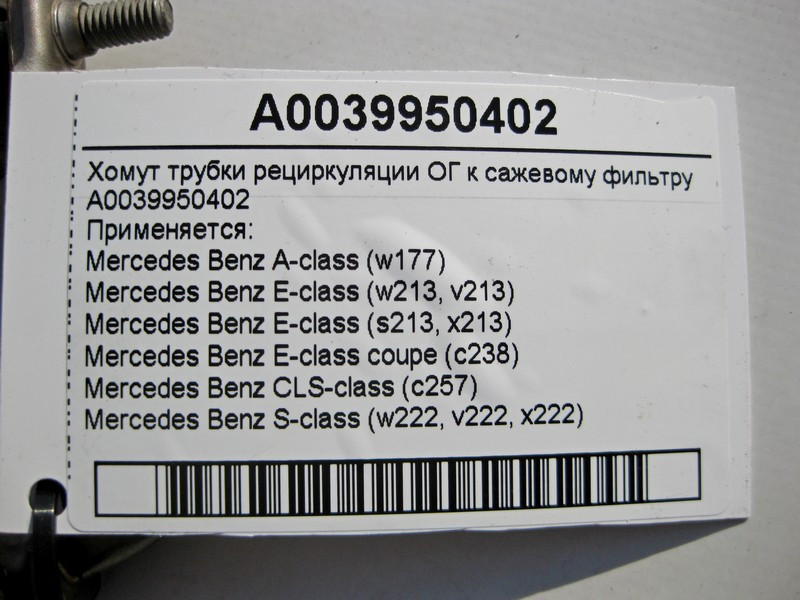 A0039950402
Хомут трубки рециркуляции ОГ к сажевому фильтру
A0039950402
Применяется:
Mercedes Benz A-class (w177)
Mercedes Benz E-class (w213, v213)
Mercedes Benz E-class (s213, x213)
Mercedes Benz E-class coupe (c238)
Mercedes Benz CLS-class (c257)
Mercedes Benz S-class (w222, v222, x222)